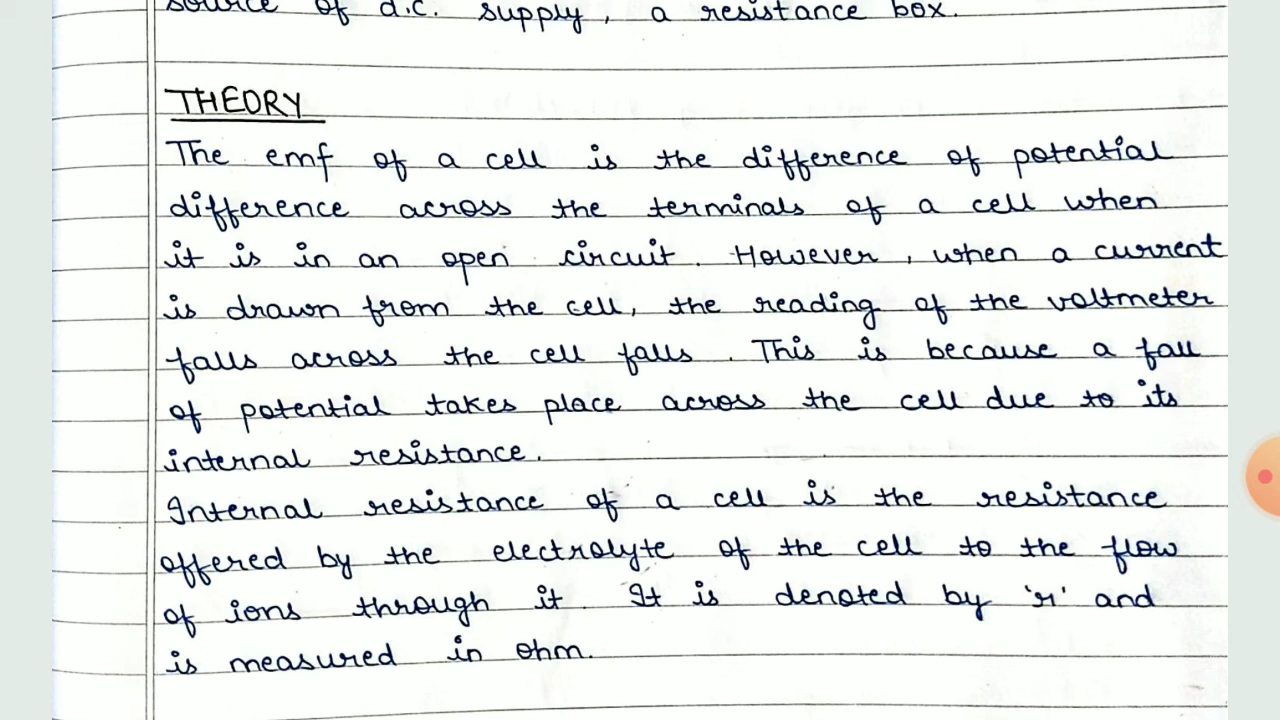 source of d.c. supply, a resistance box.
THEORY
The emf of a cell is the difference of potential
difference across the terminals of a cell when
it is in an open circuit. However, when a current
is drawn from the cell, the reading of the voltmeter
falls across the cell falls. This is because a fall
of potential takes place across the cell due to its
internal resistance.
Internal resistance of a cell is the resistance
offered by the electrolyte of the cell to the flow
of ions through it. It is denoted by 'r' and
is measured in ohm.